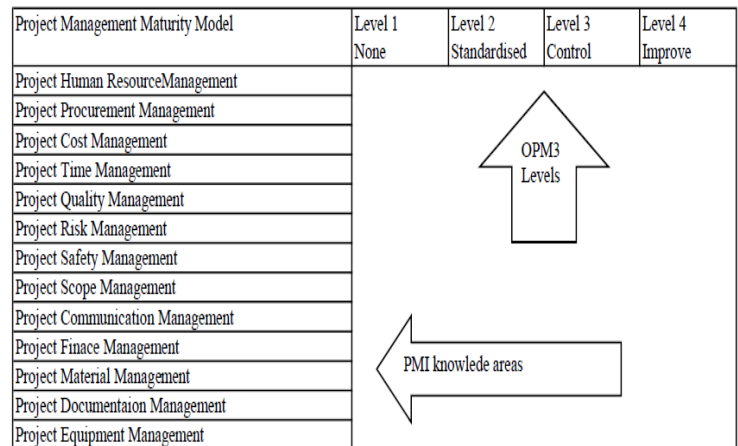 Project Management Maturity Model
Level 1
None
Level 2
Standardised
Level 3
Control
Level 4
Improve
Project Human ResourceManagement
Project Procurement Management
Project Cost Management
Project Time Management
Project Quality Management
Project Risk Management
Project Safety Management
Project Scope Management
Project Communication Management
Project Finace Management
Project Material Management
Project Documentaion Management
Project Equipment Management
OPM3
Levels
PMI knowlede areas